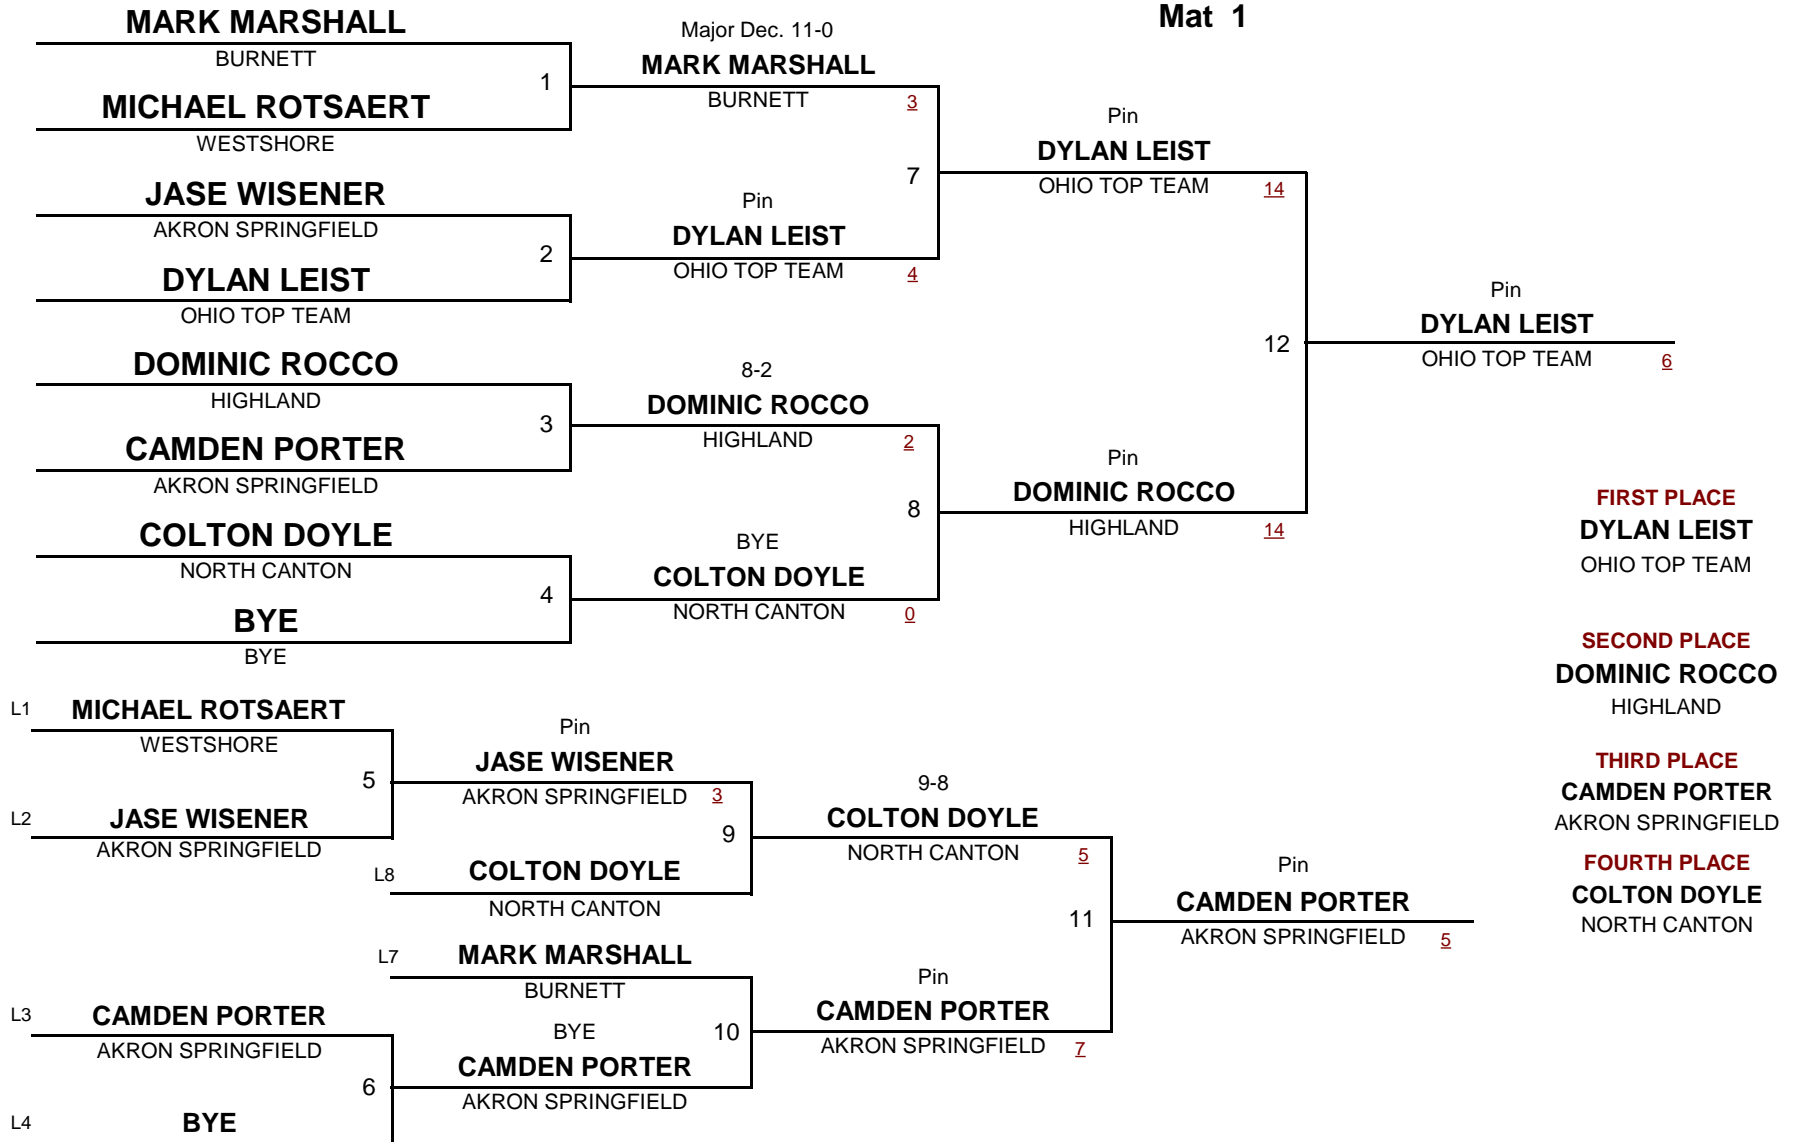 Mat 1
MARK MARSHALL
BURNETT
1
MICHAEL ROTSAERT
WESTSHORE
JASE WISENER
AKRON SPRINGFIELD
2
DYLAN LEIST
OHIO TOP TEAM
DOMINIC ROCCO
HIGHLAND
3
CAMDEN PORTER
AKRON SPRINGFIELD
COLTON DOYLE
NORTH CANTON
4
BYE
BYE
Major Dec. 11-0
MARK MARSHALL
BURNETT 3
7
Pin
DYLAN LEIST
OHIO TOP TEAM 4
8-2
DOMINIC ROCCO
HIGHLAND 2
8
BYE
COLTON DOYLE
NORTH CANTON 0
Pin
DYLAN LEIST
OHIO TOP TEAM 14
12
Pin
DOMINIC ROCCO
HIGHLAND 14
Pin
DYLAN LEIST
OHIO TOP TEAM 6
FIRST PLACE
DYLAN LEIST
OHIO TOP TEAM
SECOND PLACE
DOMINIC ROCCO
HIGHLAND
THIRD PLACE
CAMDEN PORTER
AKRON SPRINGFIELD
FOURTH PLACE
COLTON DOYLE
NORTH CANTON
L1 MICHAEL ROTSAERT
WESTSHORE
5
L2 JASE WISENER
AKRON SPRINGFIELD
L3 CAMDEN PORTER
AKRON SPRINGFIELD
6
L4 BYE
Pin
JASE WISENER
AKRON SPRINGFIELD 3
9
L8 COLTON DOYLE
NORTH CANTON
L7 MARK MARSHALL
BURNETT
10
BYE
CAMDEN PORTER
AKRON SPRINGFIELD
9-8
COLTON DOYLE
NORTH CANTON 5
11
Pin
CAMDEN PORTER
AKRON SPRINGFIELD 7
Pin
CAMDEN PORTER
AKRON SPRINGFIELD 5